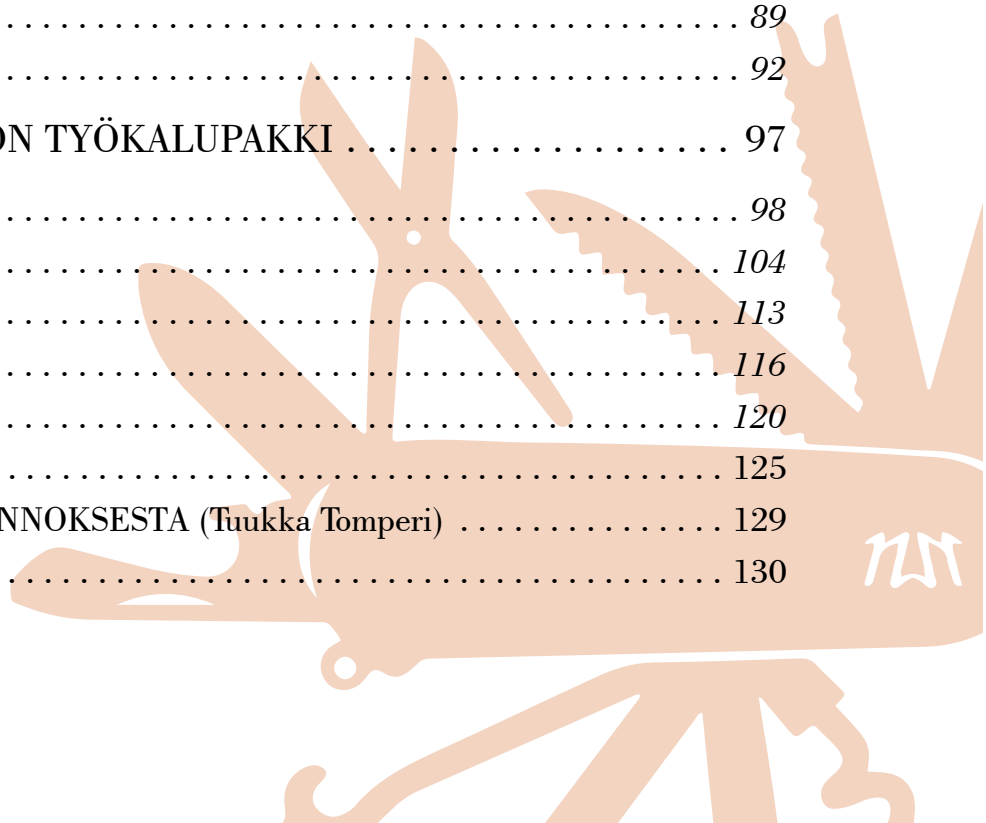 . . . . . . . . . . . . . . . . . . . . . . . . . . . . . . . . . . . . . . . . . . . 89
. . . . . . . . . . . . . . . . . . . . . . . . . . . . . . . . . . . . . . . . . . . 92
ON TYÖKALUPAKKI . . . . . . . . . . . . . . . . . . 97
. . . . . . . . . . . . . . . . . . . . . . . . . . . . . . . . . . . . . . . . . . . 98
. . . . . . . . . . . . . . . . . . . . . . . . . . . . . . . . . . . . . . . . . . 104
. . . . . . . . . . . . . . . . . . . . . . . . . . . . . . . . . . . . . . . . . . 113
. . . . . . . . . . . . . . . . . . . . . . . . . . . . . . . . . . . . . . . . . . 116
. . . . . . . . . . . . . . . . . . . . . . . . . . . . . . . . . . . . . . . . . . 120
. . . . . . . . . . . . . . . . . . . . . . . . . . . . . . . . . . . . . . . . . . 125
NNOKSESTA (Tuukka Tomperi) . . . . . . . . . . . . . . . 129
. . . . . . . . . . . . . . . . . . . . . . . . . . . . . . . . . . . . . . . . . . 130